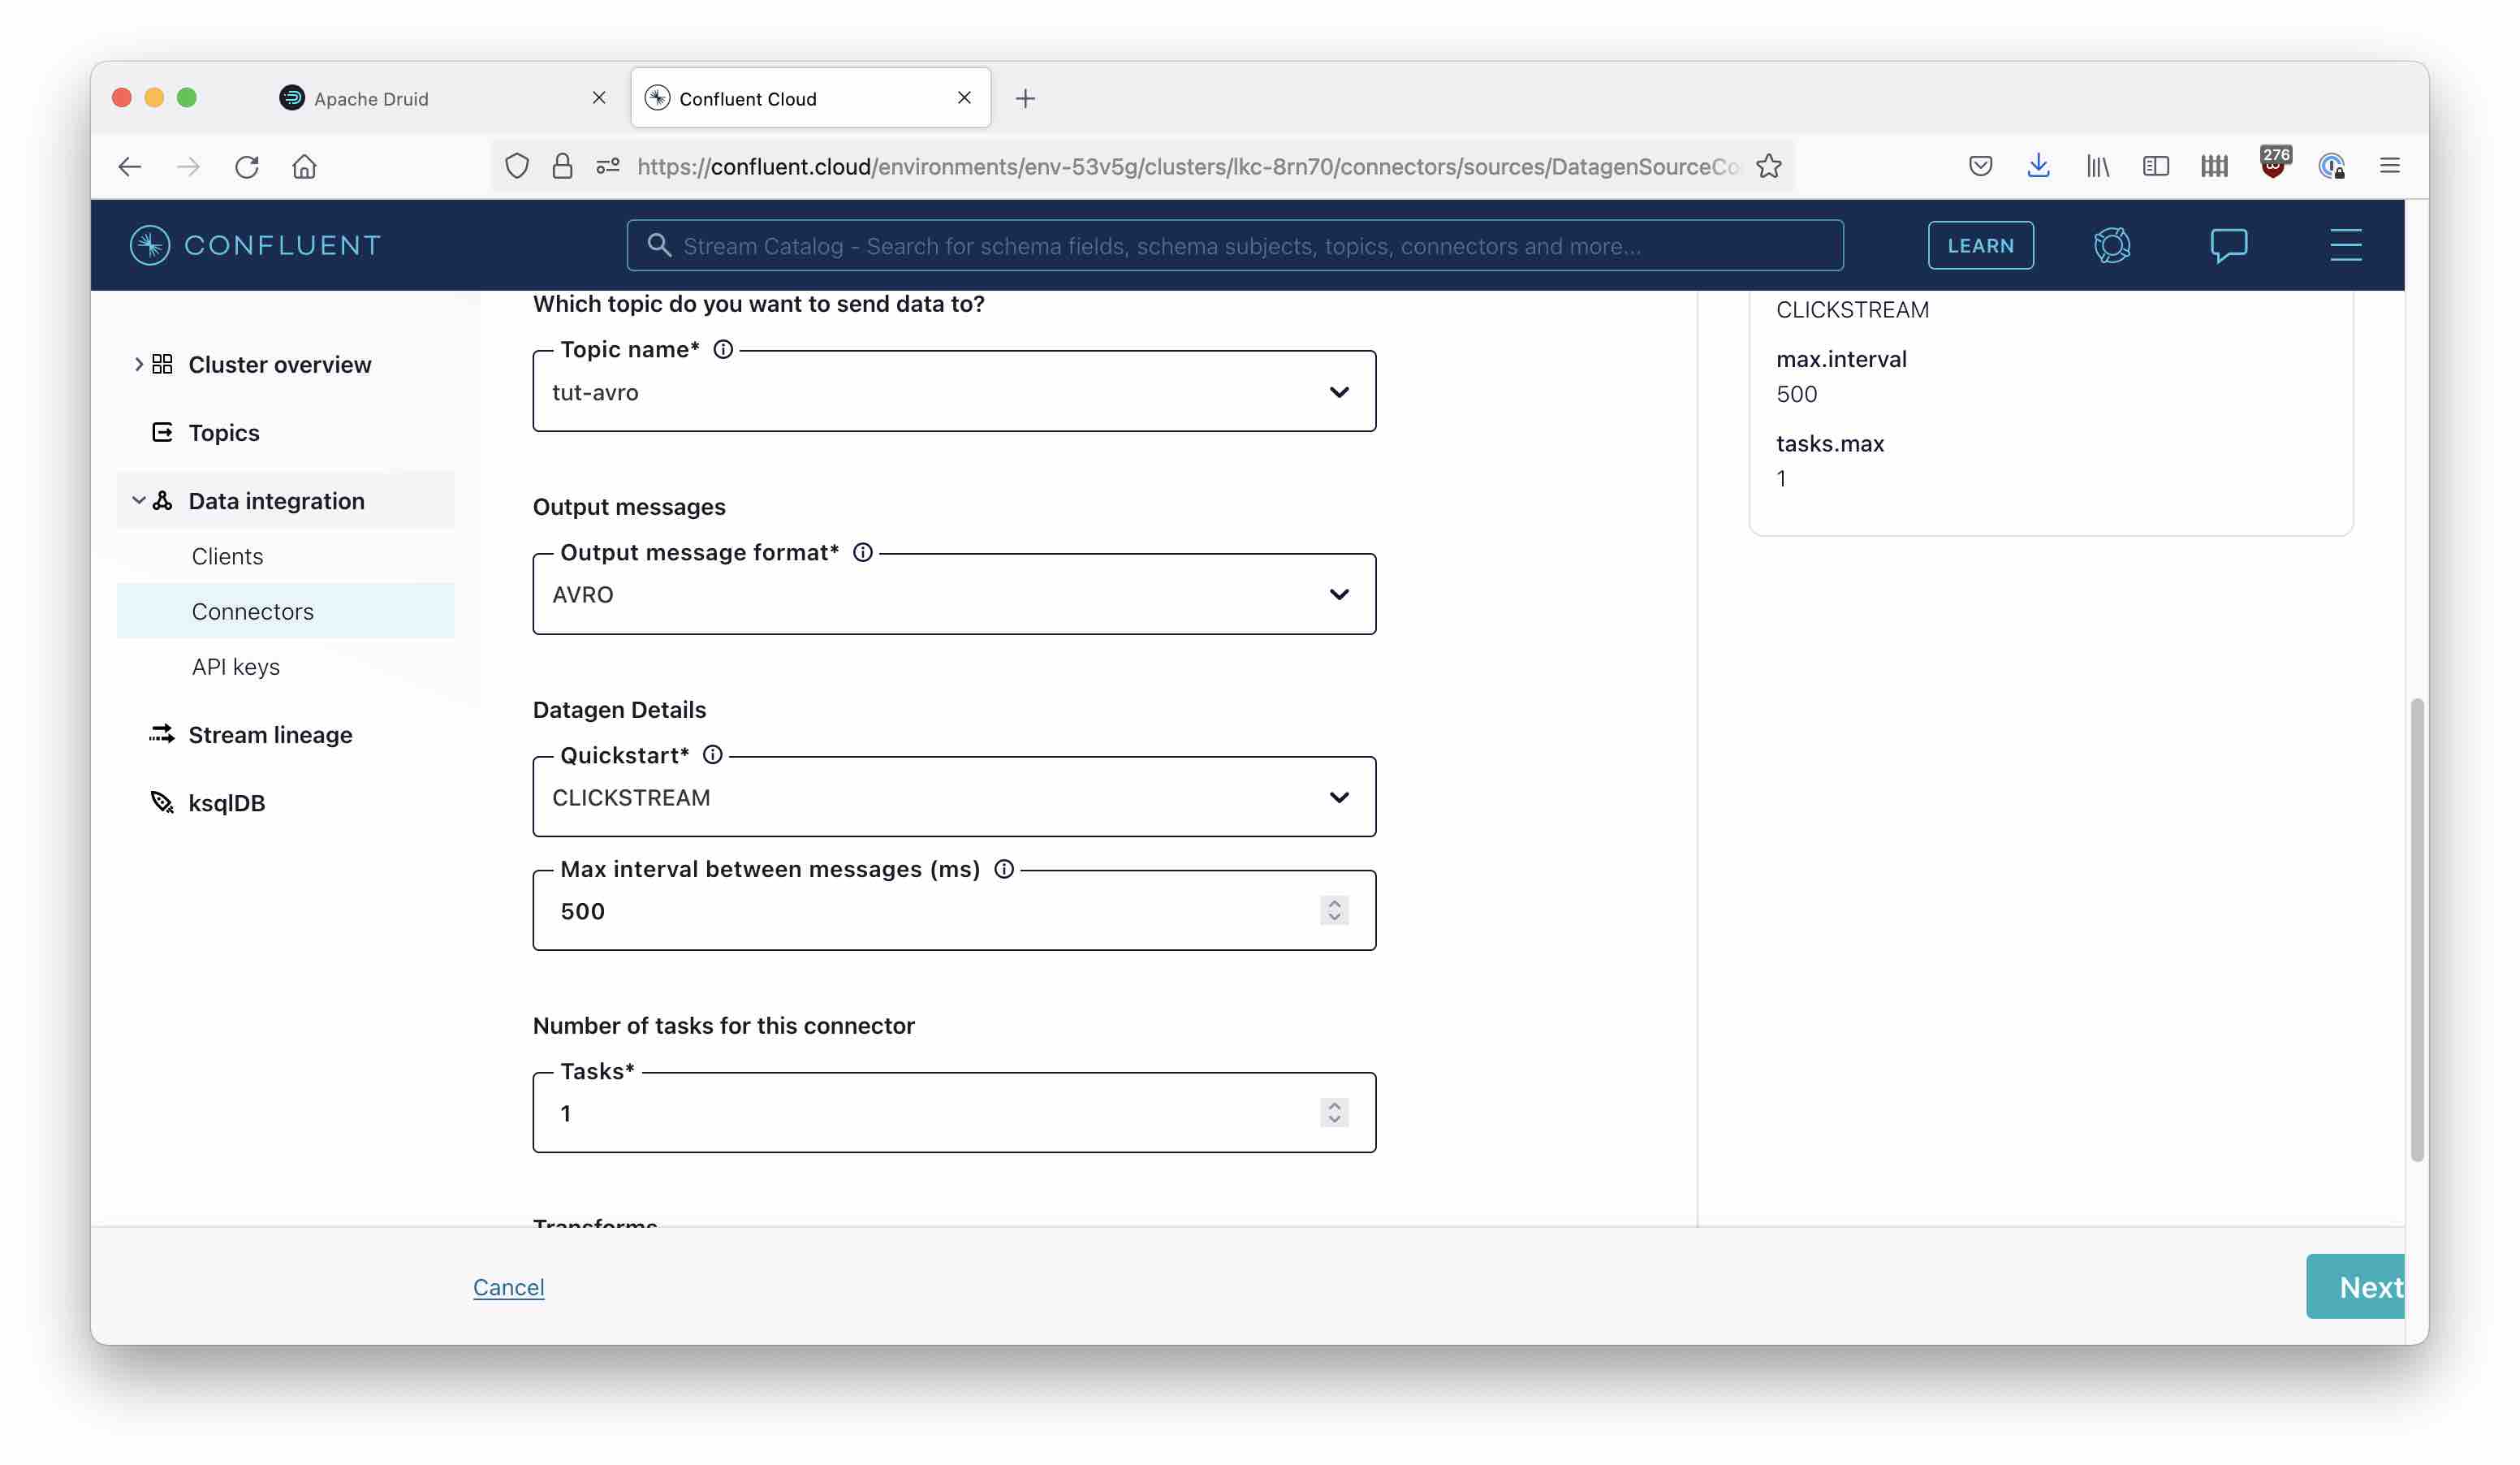 Apache Druid
Confluent Cloud
https://confluent.cloud/environments/env-53v5g/clusters/lkc-8rn70/connectors/sources/DatagenSourceCo
276
CONFLUENT
Stream Catalog - Search for schema fields, schema subjects, topics, connectors and more...
LEARN
Cluster overview
Topics
Data integration
Clients
Connectors
API keys
Stream lineage
ksqlDB
Which topic do you want to send data to?
Topic name*
tut-avro
Output messages
Output message format*
AVRO
Datagen Details
Quickstart*
CLICKSTREAM
Max interval between messages (ms)
500
Number of tasks for this connector
Tasks*
1
Transforms
CLICKSTREAM
max.interval
500
tasks.max
1
Cancel
Next